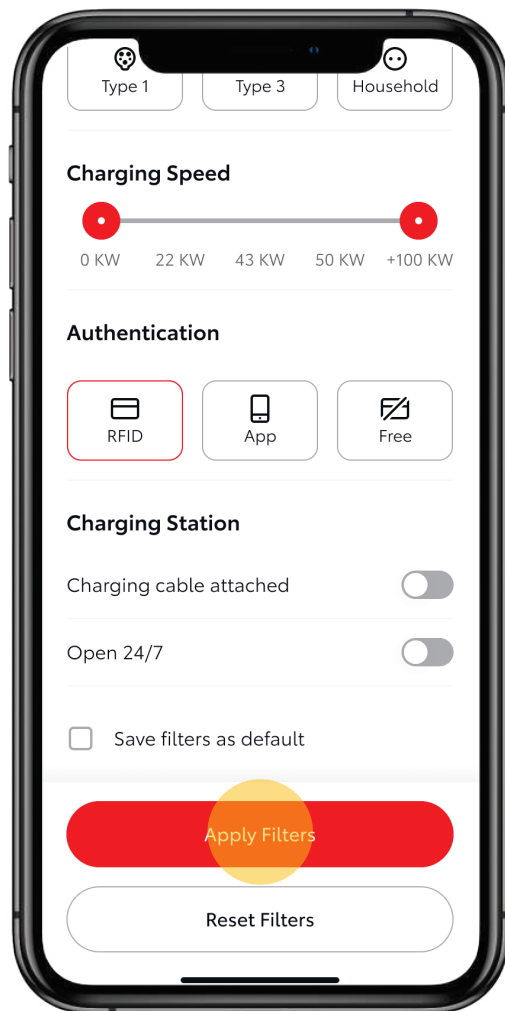 Type 1 Type 3 Household
Charging Speed
0 KW 22 KW 43 KW 50 KW +100 KW
Authentication
RFID App Free
Charging Station
Charging cable attached
Open 24/7
Save filters as default
Apply Filters
Reset Filters